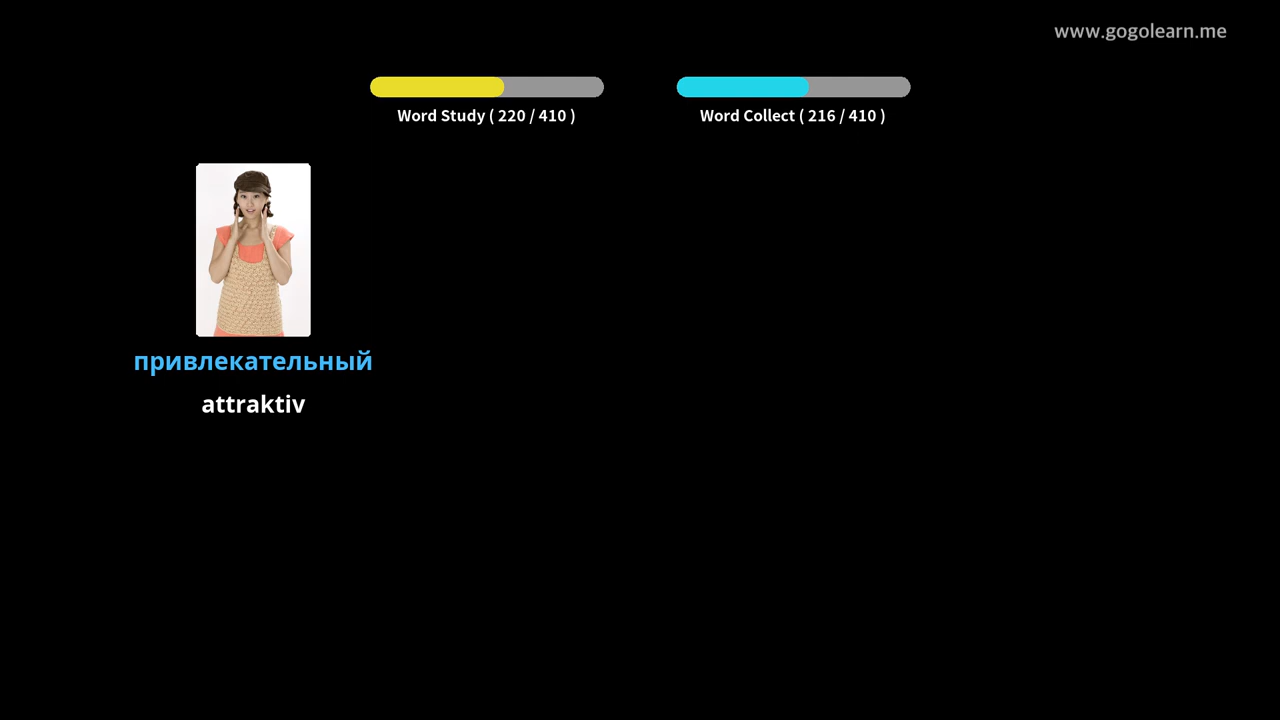 www.gogolearn.me
Word Study ( 220 / 410 )
Word Collect ( 216 / 410 )
привлекательный
attraktiv